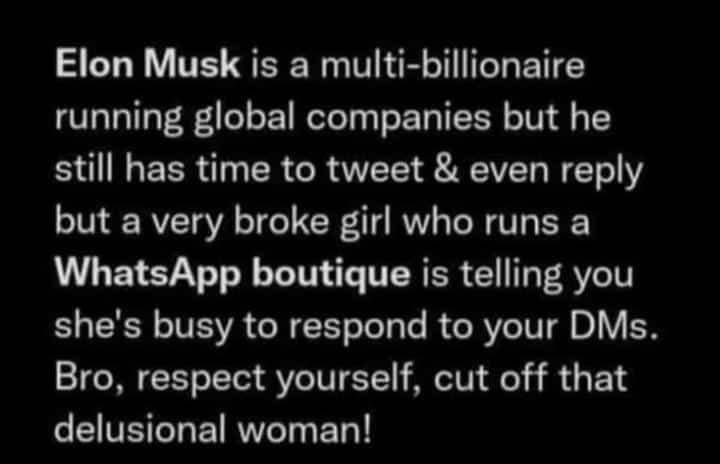 Elon Musk is a multi-billionaire
running global companies but he
still has time to tweet & even reply
but a very broke girl who runs a
WhatsApp boutique is telling you
she's busy to respond to your DMs.
Bro, respect yourself, cut off that
delusional woman!